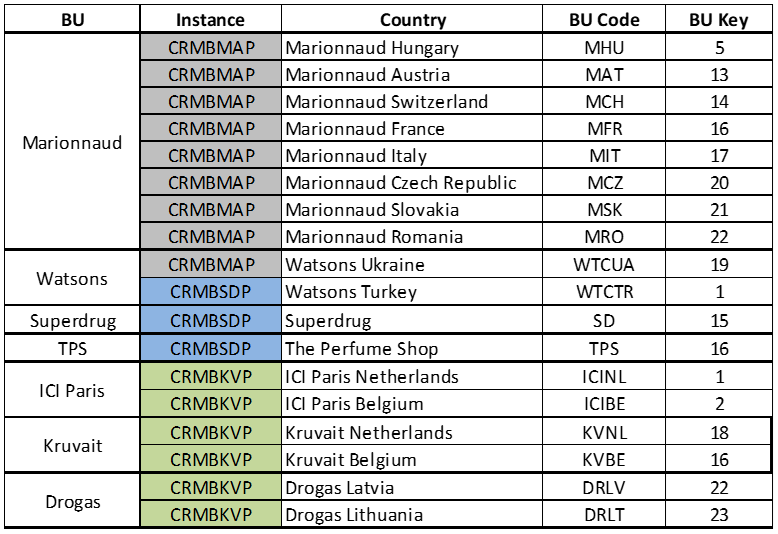 BU Instance Country BU Code BU Key
Marionnaud CRMBMAP Marionnaud Hungary MHU 5
CRMBMAP Marionnaud Austria MAT 13
CRMBMAP Marionnaud Switzerland MCH 14
CRMBMAP Marionnaud France MFR 16
CRMBMAP Marionnaud Italy MIT 17
CRMBMAP Marionnaud Czech Republic MCZ 20
CRMBMAP Marionnaud Slovakia MSK 21
CRMBMAP Marionnaud Romania MRO 22
Watsons CRMBMAP Watsons Ukraine WTCUA 19
CRMBSDP Watsons Turkey WTCTR 1
Superdrug CRMBSDP Superdrug SD 15
TPS CRMBSDP The Perfume Shop TPS 16
ICI Paris CRMBKVP ICI Paris Netherlands ICINL 1
CRMBKVP ICI Paris Belgium ICIBE 2
Kruvait CRMBKVP Kruvait Netherlands KVNL 18
CRMBKVP Kruvait Belgium KVBE 16
Drogas CRMBKVP Drogas Latvia DRLV 22
CRMBKVP Drogas Lithuania DRLT 23